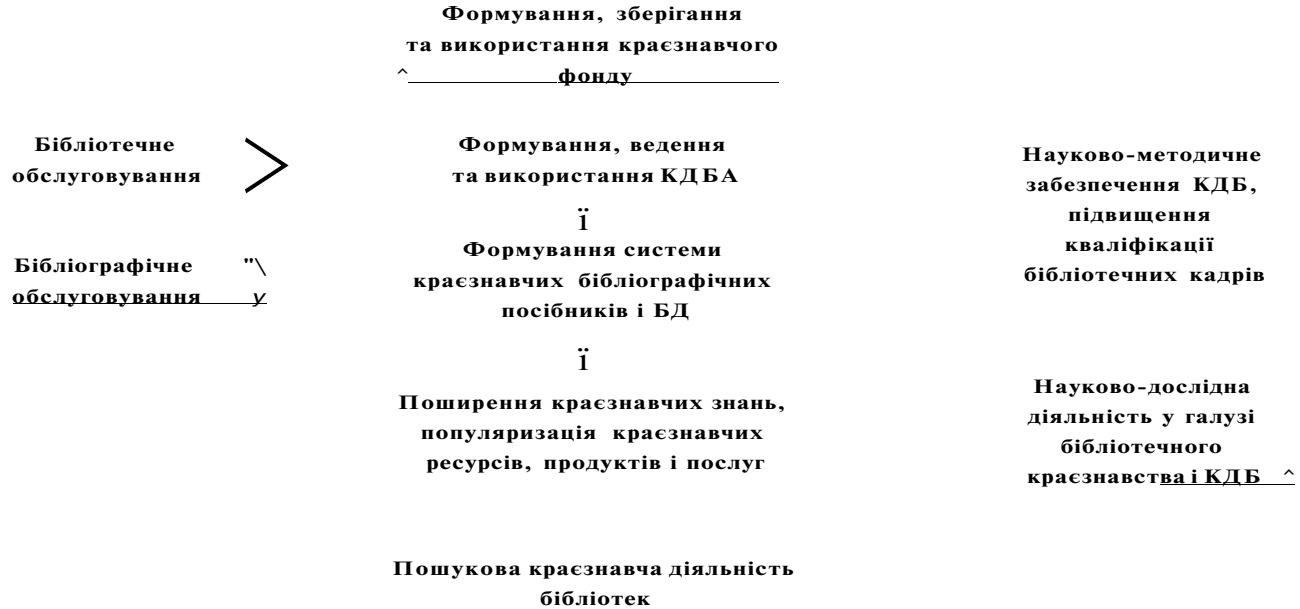 Формування, зберігання
та використання краєзнавчого
^ фонду
Бібліотечне
обслуговування
Бібліографічне "\
обслуговування у
Формування, ведення
та використання КДБА
ї
Формування системи
краєзнавчих бібліографічних
посібників і БД
ї
Поширення краєзнавчих знань,
популяризація краєзнавчих
ресурсів, продуктів і послуг
Пошукова краєзнавча діяльність
бібліотек
Науково-методичне
забезпечення КДБ,
підвищення
кваліфікації
бібліотечних кадрів
Науково-дослідна
діяльність у галузі
бібліотечного
краєзнавства і КДБ ^